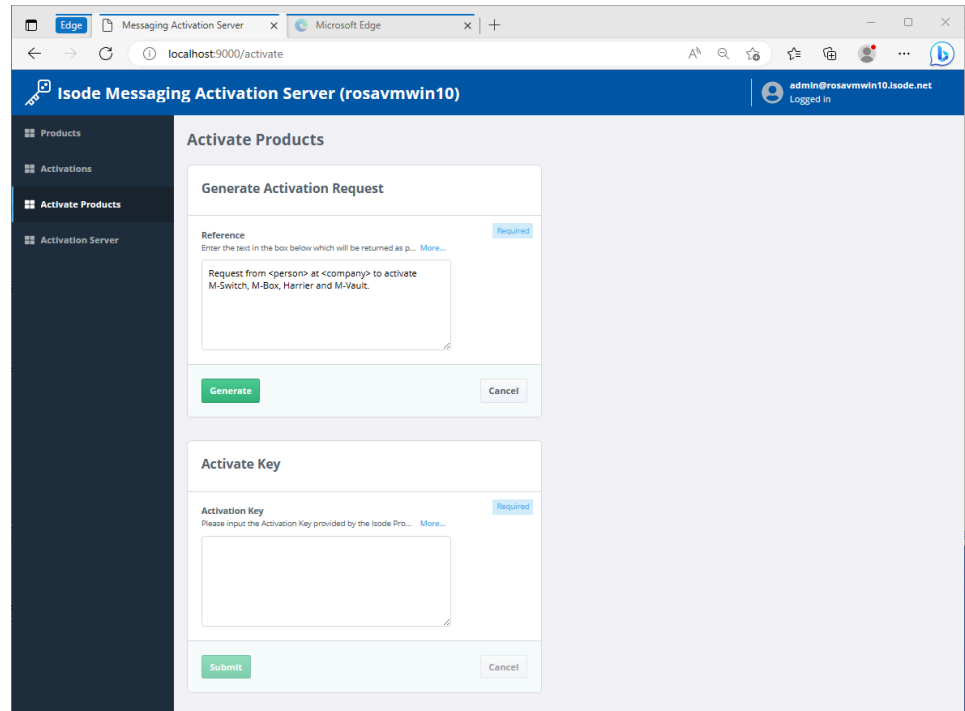 Edge
Messaging Activation Server
Microsoft Edge
localhost:9000/activate
Isode Messaging Activation Server (rosavmwin10)
admin@rosavmwin10.isode.net
Logged in
Products
Activations
Activate Products
Activation Server
Activate Products
Generate Activation Request
Reference
Required
Enter the text in the box below which will be returned as p... More...
Request from <person> at <company> to activate
M-Switch, M-Box, Harrier and M-Vault.
Generate
Cancel
Activate Key
Activation Key
Required
Please input the Activation Key provided by the Isode Pro... More...
Submit
Cancel